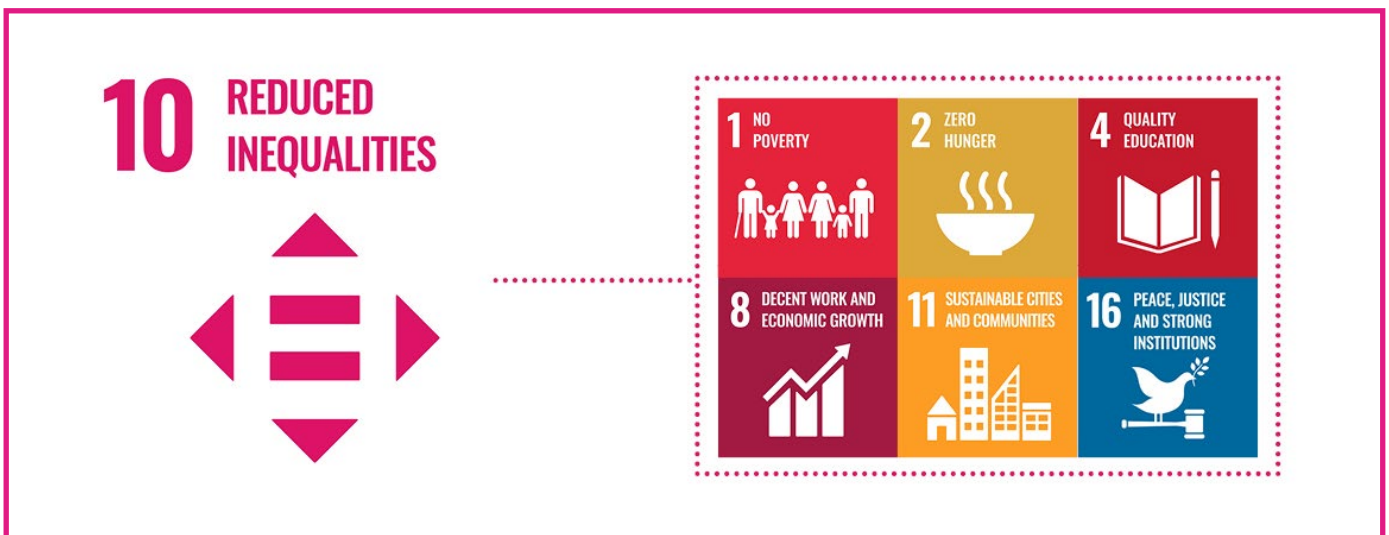 10 REDUCED
INEQUALITIES
1 NO
POVERTY
2 ZERO
HUNGER
4 QUALITY
EDUCATION
8 DECENT WORK AND
ECONOMIC GROWTH
11 SUSTAINABLE CITIES
AND COMMUNITIES
16 PEACE, JUSTICE
AND STRONG
INSTITUTIONS